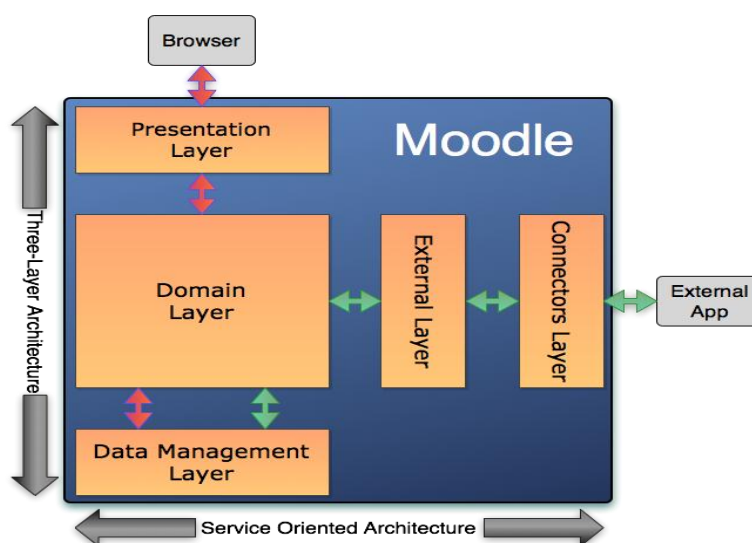 Browser
Presentation
Layer
Moodle
Three-Layer Architecture
Domain
Layer
External Layer
Connectors Layer
External
App
Data Management
Layer
Service Oriented Architecture